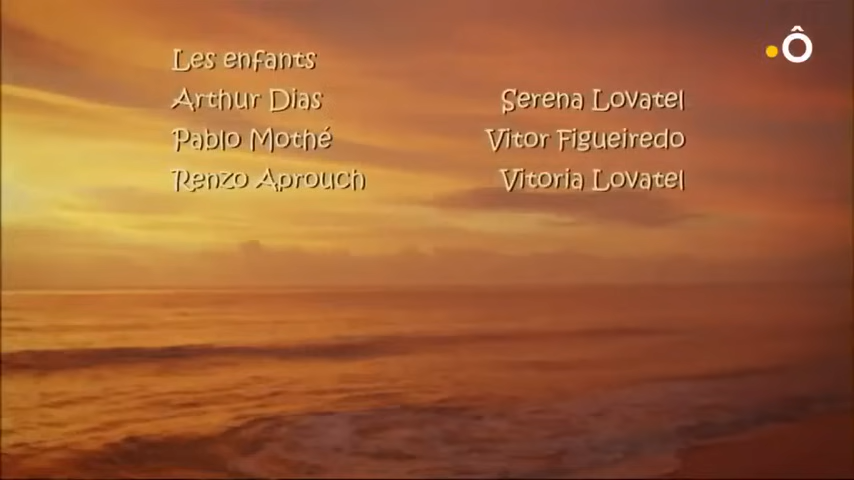 Ô
Les enfants
Arthur Dias
Serena Lovatel
Pablo Mothé
Vitor Figueiredo
Renzo Aprouch
Vitoria Lovatel